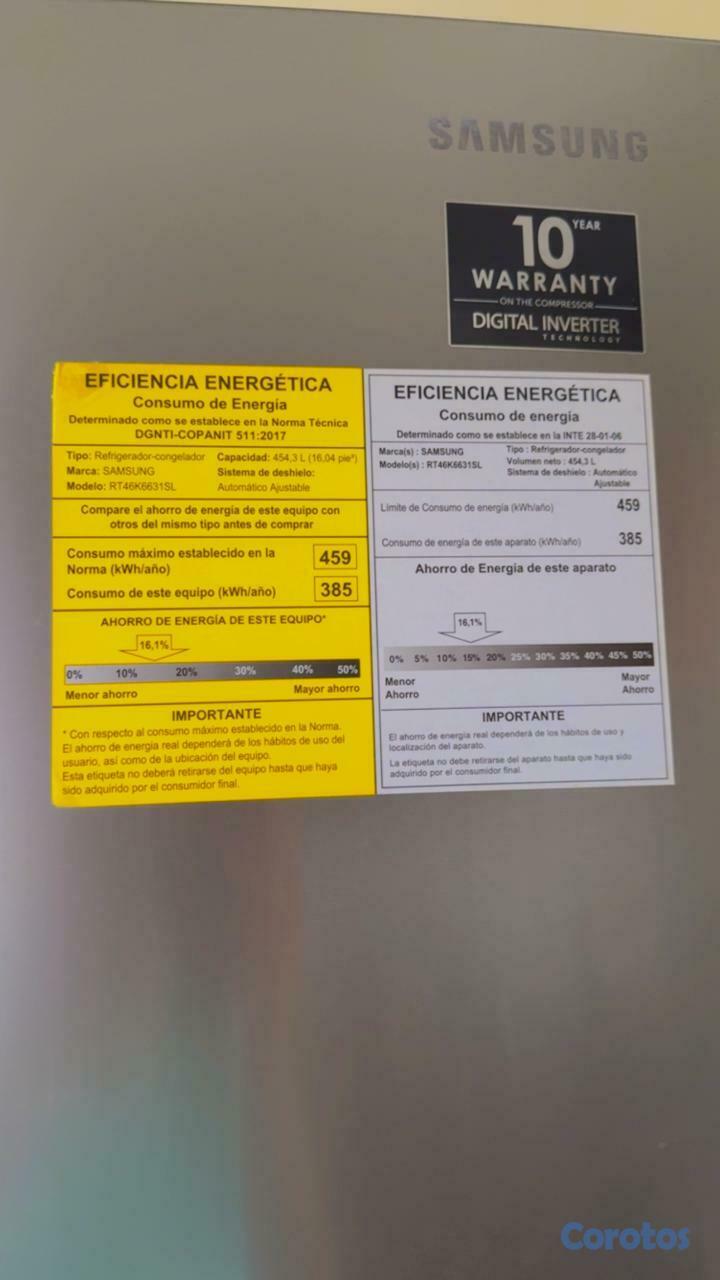 SAMSUNG
10 YEAR
WARRANTY
ON THE COMPRESSOR
DIGITAL INVERTER
TECHNOLOGY
EFICIENCIA ENERGÉTICA
Consumo de Energía
Determinado como se establece en la Norma Técnica
DGNTI-COPANIT 511:2017
Tipo: Refrigerador-congelador Capacidad: 454,3 L (16,04 pie³)
Marca: SAMSUNG Sistema de deshielo:
Modelo: RT46K6631SL Automático Ajustable
Compare el ahorro de energía de este equipo con
otros del mismo tipo antes de comprar
Consumo máximo establecido en la
Norma (kWh/año) 459
Consumo de este equipo (kWh/año) 385
AHORRO DE ENERGÍA DE ESTE EQUIPO*
16,1%
0% 10% 20% 30% 40% 50%
Menor ahorro Mayor ahorro
IMPORTANTE
* Con respecto al consumo máximo establecido en la Norma.
El ahorro de energía real dependerá de los hábitos de uso del
usuario, así como de la ubicación del equipo.
Esta etiqueta no deberá retirarse del equipo hasta que haya
sido adquirido por el consumidor final.
EFICIENCIA ENERGÉTICA
Consumo de energía
Determinado como se establece en la INTE 28-01-06
Marca(s) : SAMSUNG Tipo : Refrigerador-congelador
Modelo(s) : RT46K6631SL Volumen neto : 454,3 L
Sistema de deshielo : Automático
Ajustable
Límite de Consumo de energía (kWh/año) 459
Consumo de energía de este aparato (kWh/año) 385
Ahorro de Energía de este aparato
16,1%
0% 5% 10% 15% 20% 25% 30% 35% 40% 45% 50%
Menor Ahorro Mayor Ahorro
IMPORTANTE
El ahorro de energía real dependerá de los hábitos de uso y
localización del aparato.
La etiqueta no debe retirarse del aparato hasta que haya sido
adquirido por el consumidor final.
Corotos